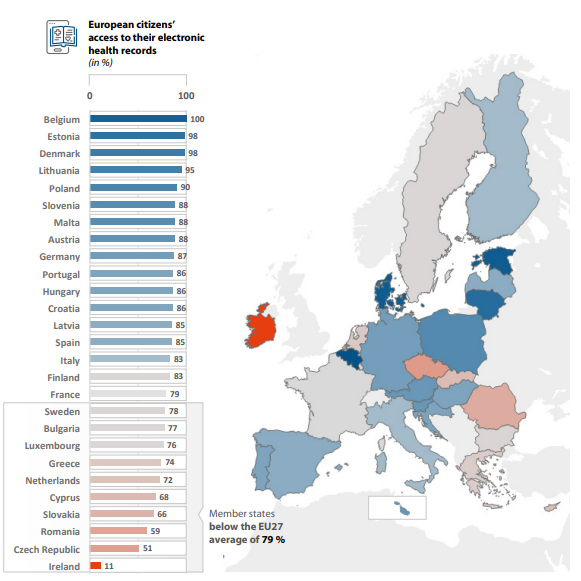 European citizens'
access to their electronic
health records
(in %)
0 100
Belgium 100
Estonia 98
Denmark 98
Lithuania 95
Poland 90
Slovenia 88
Malta 88
Austria 88
Germany 87
Portugal 86
Hungary 86
Croatia 86
Latvia 85
Spain 85
Italy 83
Finland 83
France 79
Sweden 78
Bulgaria 77
Luxembourg 76
Greece 74
Netherlands 72
Cyprus 68
Slovakia 66
Romania 59
Czech Republic 51
Ireland 11
Member states
below the EU27
average of 79 %